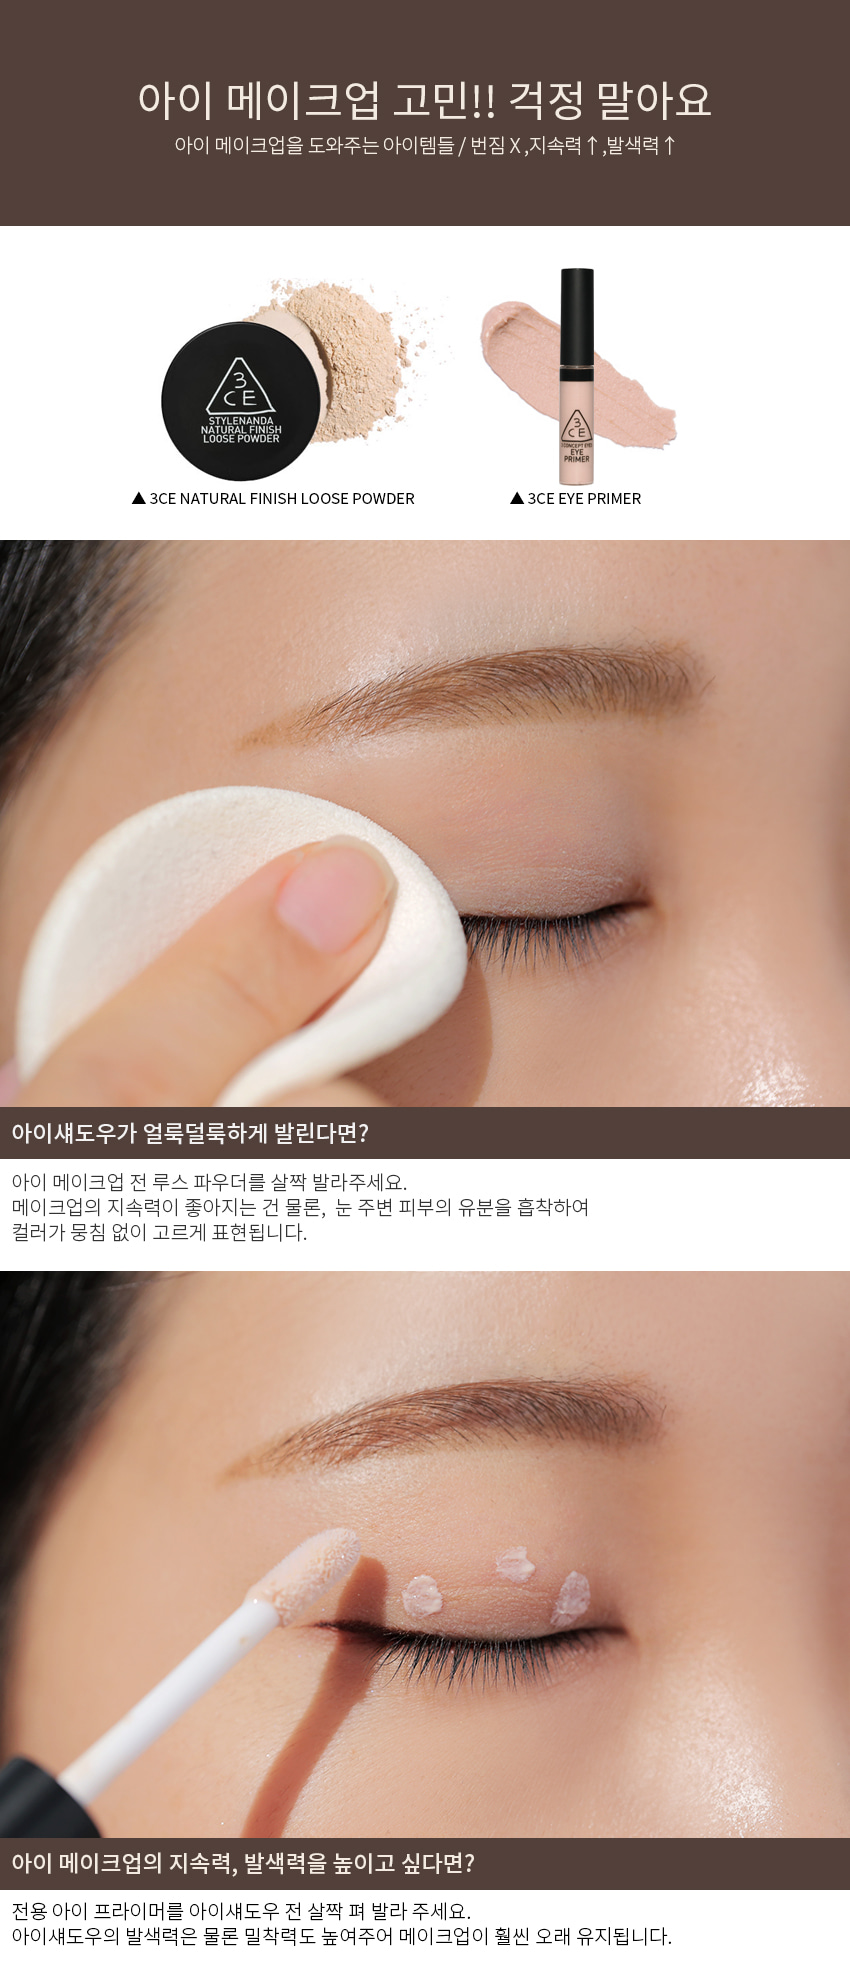 아이 메이크업 고민!! 걱정 말아요
아이 메이크업을 도와주는 아이템들 / 번짐 X ,지속력↑,발색력↑
3
CE
STYLENANDA
NATURAL FINISH
LOOSE POWDER
3
CE
3 CONCEPT EYES
EYE
PRIMER
▲ 3CE NATURAL FINISH LOOSE POWDER
▲ 3CE EYE PRIMER
아이섀도우가 얼룩덜룩하게 발린다면?
아이 메이크업 전 루스 파우더를 살짝 발라주세요.
메이크업의 지속력이 좋아지는 건 물론,  눈 주변 피부의 유분을 흡착하여
컬러가 뭉침 없이 고르게 표현됩니다.
아이 메이크업의 지속력, 발색력을 높이고 싶다면?
전용 아이 프라이머를 아이섀도우 전 살짝 펴 발라 주세요.
아이섀도우의 발색력은 물론 밀착력도 높여주어 메이크업이 훨씬 오래 유지됩니다.